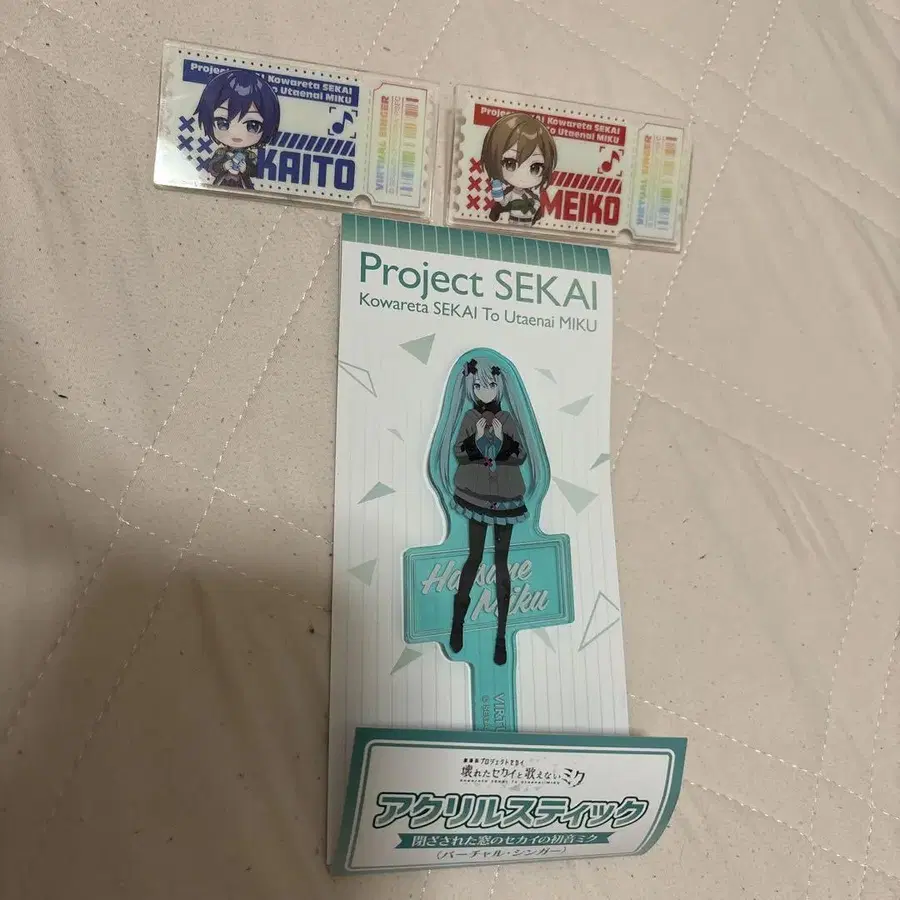 Project SEKAI Kowareta SEKAI
To Utaenai MIKU
KAITO
VIRTUAL SINGER
Project SEKAI Kowareta SEKAI
To Utaenai MIKU
MEIKO
VIRTUAL SINGER
Project SEKAI
Kowareta SEKAI To Utaenai MIKU
Hatsune
Miku
劇場版プロジェクトセカイ
壊れたセカイと歌えないミク
アクリルスティック
閉ざされた窓のセカイの初音ミク
(バーチャル・シンガー)